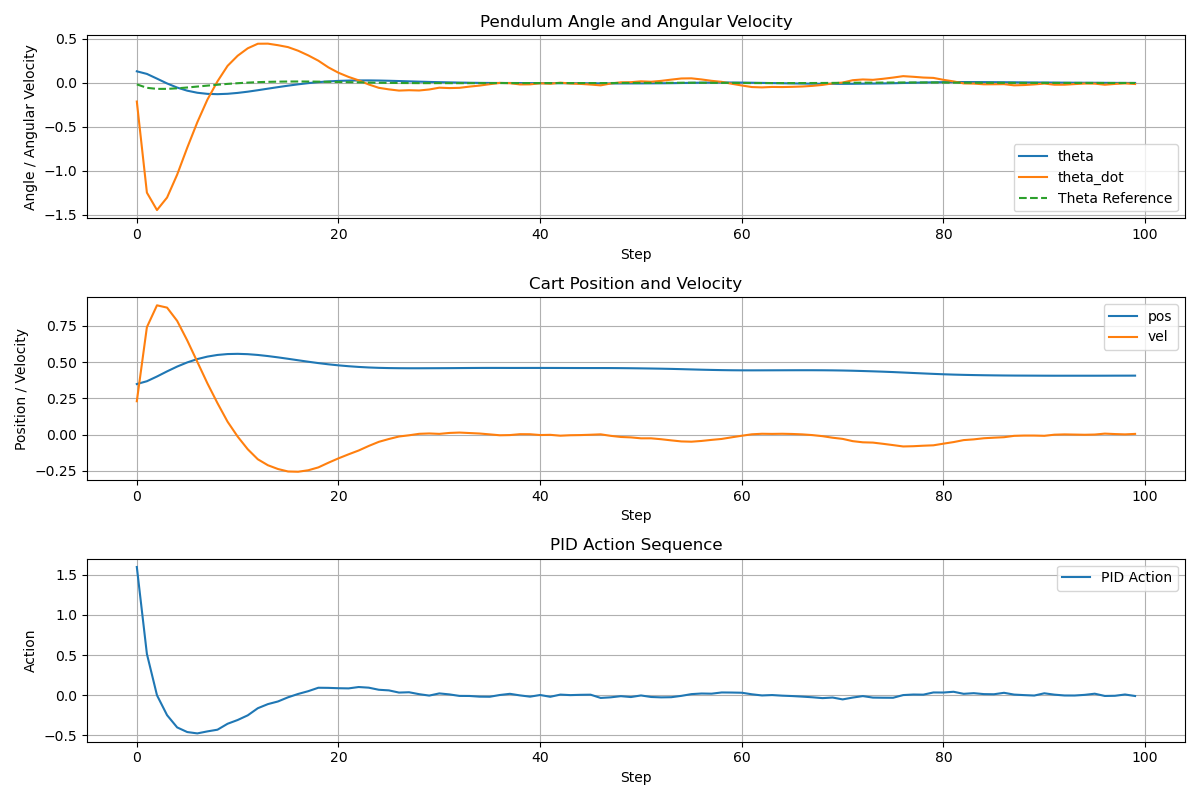 Pendulum Angle and Angular Velocity
Angle / Angular Velocity
0.5
0.0
−0.5
−1.0
−1.5
theta
theta_dot
Theta Reference
0 20 40 60 80 100
Step
Cart Position and Velocity
Position / Velocity
0.75
0.50
0.25
0.00
−0.25
pos
vel
0 20 40 60 80 100
Step
PID Action Sequence
Action
1.5
1.0
0.5
0.0
−0.5
PID Action
0 20 40 60 80 100
Step